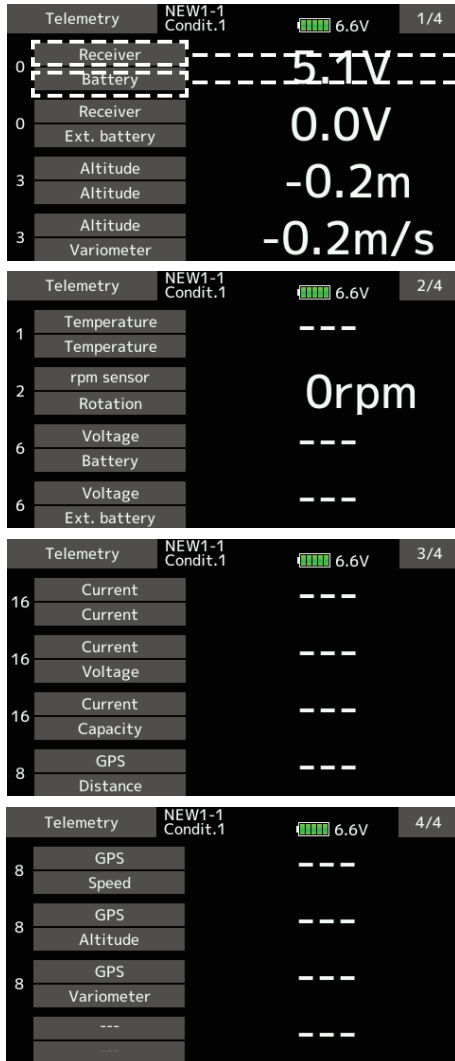 Telemetry NEW1-1 Condit.1 6.6V 1/4
0 Receiver Battery 5.1V
0 Receiver Ext. battery 0.0V
3 Altitude Altitude -0.2m
3 Altitude Variometer -0.2m/s
Telemetry NEW1-1 Condit.1 6.6V 2/4
1 Temperature Temperature ---
2 rpm sensor Rotation 0rpm
6 Voltage Battery ---
6 Voltage Ext. battery ---
Telemetry NEW1-1 Condit.1 6.6V 3/4
16 Current Current ---
16 Current Voltage ---
16 Current Capacity ---
8 GPS Distance ---
Telemetry NEW1-1 Condit.1 6.6V 4/4
8 GPS Speed ---
8 GPS Altitude ---
8 GPS Variometer ---
--- --- ---